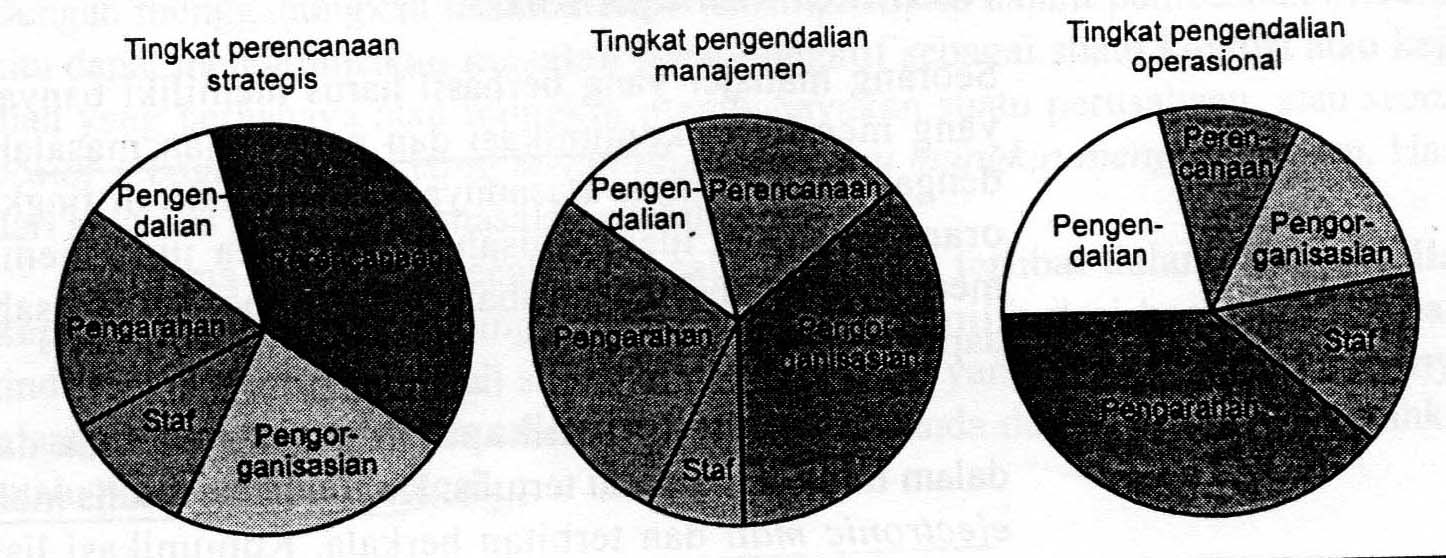 Tingkat perencanaan
strategis
Pengen-
dalian
Perencanaan
Pengarahan
Staf
Pengor-
ganisasian
Tingkat pengendalian
manajemen
Pengen-
dalian
Perencanaan
Pengarahan
Pengor-
ganisasian
Staf
Tingkat pengendalian
operasional
Peren-
canaan
Pengor-
ganisasian
Pengen-
dalian
Staf
Pengarahan